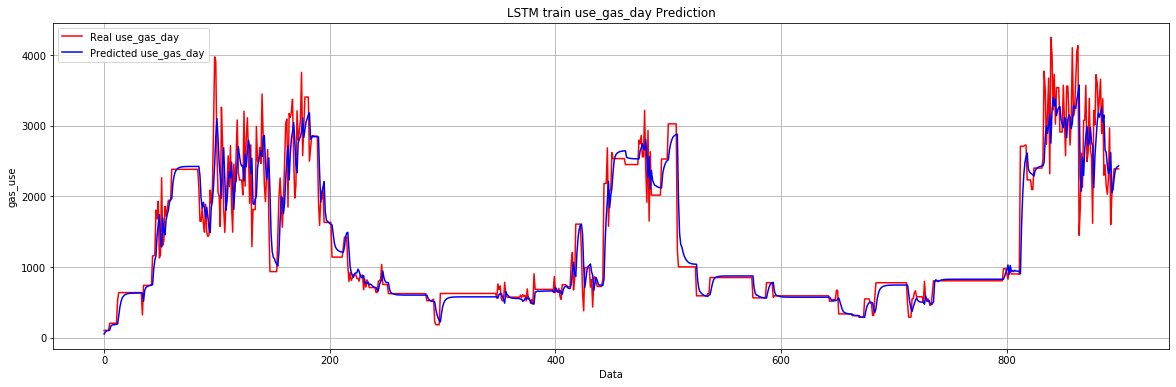 LSTM train use_gas_day Prediction
Real use_gas_day
Predicted use_gas_day
gas_use
4000
3000
2000
1000
0
0 200 400 600 800
Data